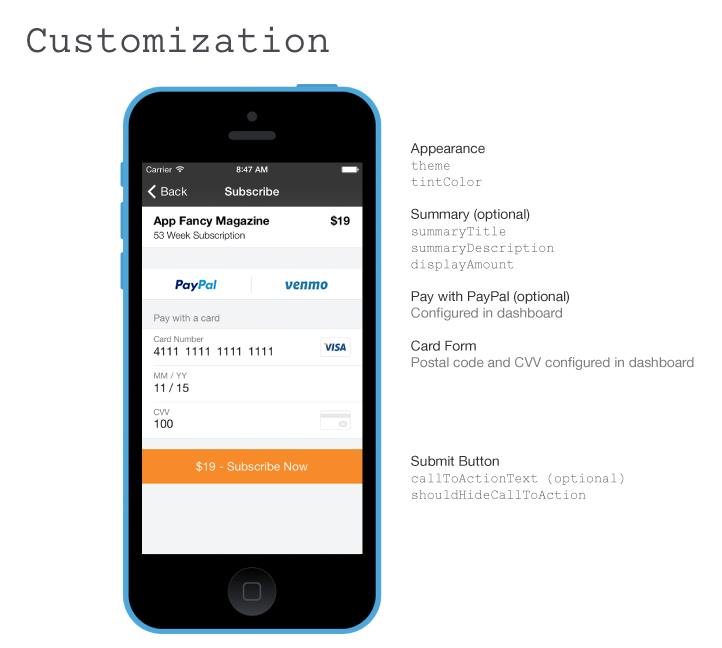 Customization
Carrier 8:47 AM
Back Subscribe
App Fancy Magazine $19
53 Week Subscription
PayPal venmo
Pay with a card
Card Number
4111 1111 1111 1111 VISA
MM / YY
11 / 15
CVV
100
$19 - Subscribe Now
Appearance
theme
tintColor
Summary (optional)
summaryTitle
summaryDescription
displayAmount
Pay with PayPal (optional)
Configured in dashboard
Card Form
Postal code and CVV configured in dashboard
Submit Button
callToActionText (optional)
shouldHideCallToAction